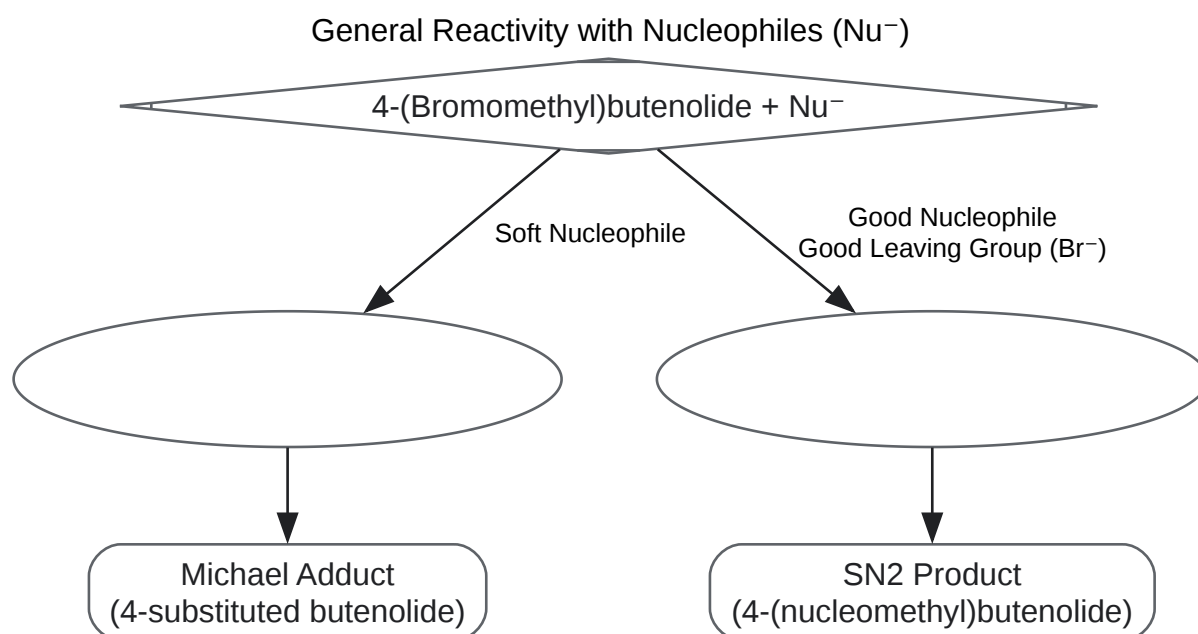 General Reactivity with Nucleophiles (Nu⁻)
4-(Bromomethyl)butenolide + Nu⁻
Soft Nucleophile
Good Nucleophile
Good Leaving Group (Br⁻)
Michael Adduct
(4-substituted butenolide)
SN2 Product
(4-(nucleomethyl)butenolide)